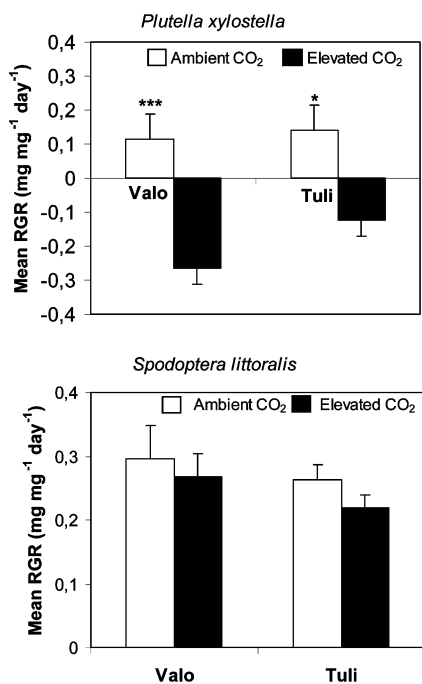 Plutella xylostella
0,4
Ambient CO₂ Elevated CO₂
0,3
0,2
***
*
0,1
0
Valo Tuli
-0,1
-0,2
-0,3
-0,4
Mean RGR (mg mg⁻¹ day⁻¹)
Spodoptera littoralis
0,4
Ambient CO₂ Elevated CO₂
0,3
0,2
0,1
0
Mean RGR (mg mg⁻¹ day⁻¹)
Valo Tuli